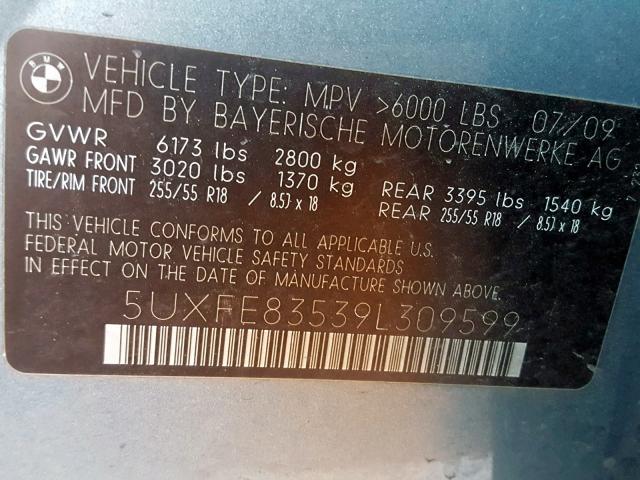 BMW
VEHICLE TYPE: MPV >6000 LBS 07/09
MFD BY BAYERISCHE MOTORENWERKE AG
GVWR 6173 lbs 2800 kg
GAWR FRONT 3020 lbs 1370 kg REAR 3395 lbs 1540 kg
TIRE/RIM FRONT 255/55 R18 / 8.5J x 18 REAR 255/55 R18 / 8.5J x 18
THIS VEHICLE CONFORMS TO ALL APPLICABLE U.S.
FEDERAL MOTOR VEHICLE SAFETY STANDARDS
IN EFFECT ON THE DATE OF MANUFACTURE SHOWN ABOVE.
5UXFE83539L309599